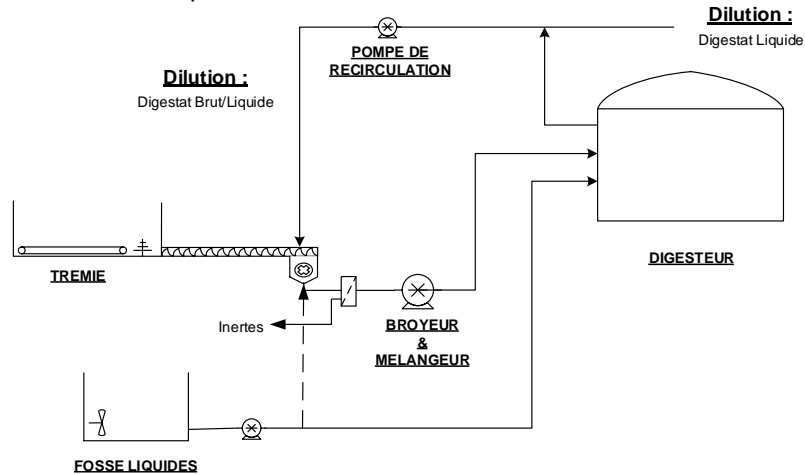 Dilution :
Digestat Liquide
POMPE DE
RECIRCULATION
Dilution :
Digestat Brut/Liquide
DIGESTEUR
TREMIE
Inertes
BROYEUR
&
MELANGEUR
FOSSE LIQUIDES